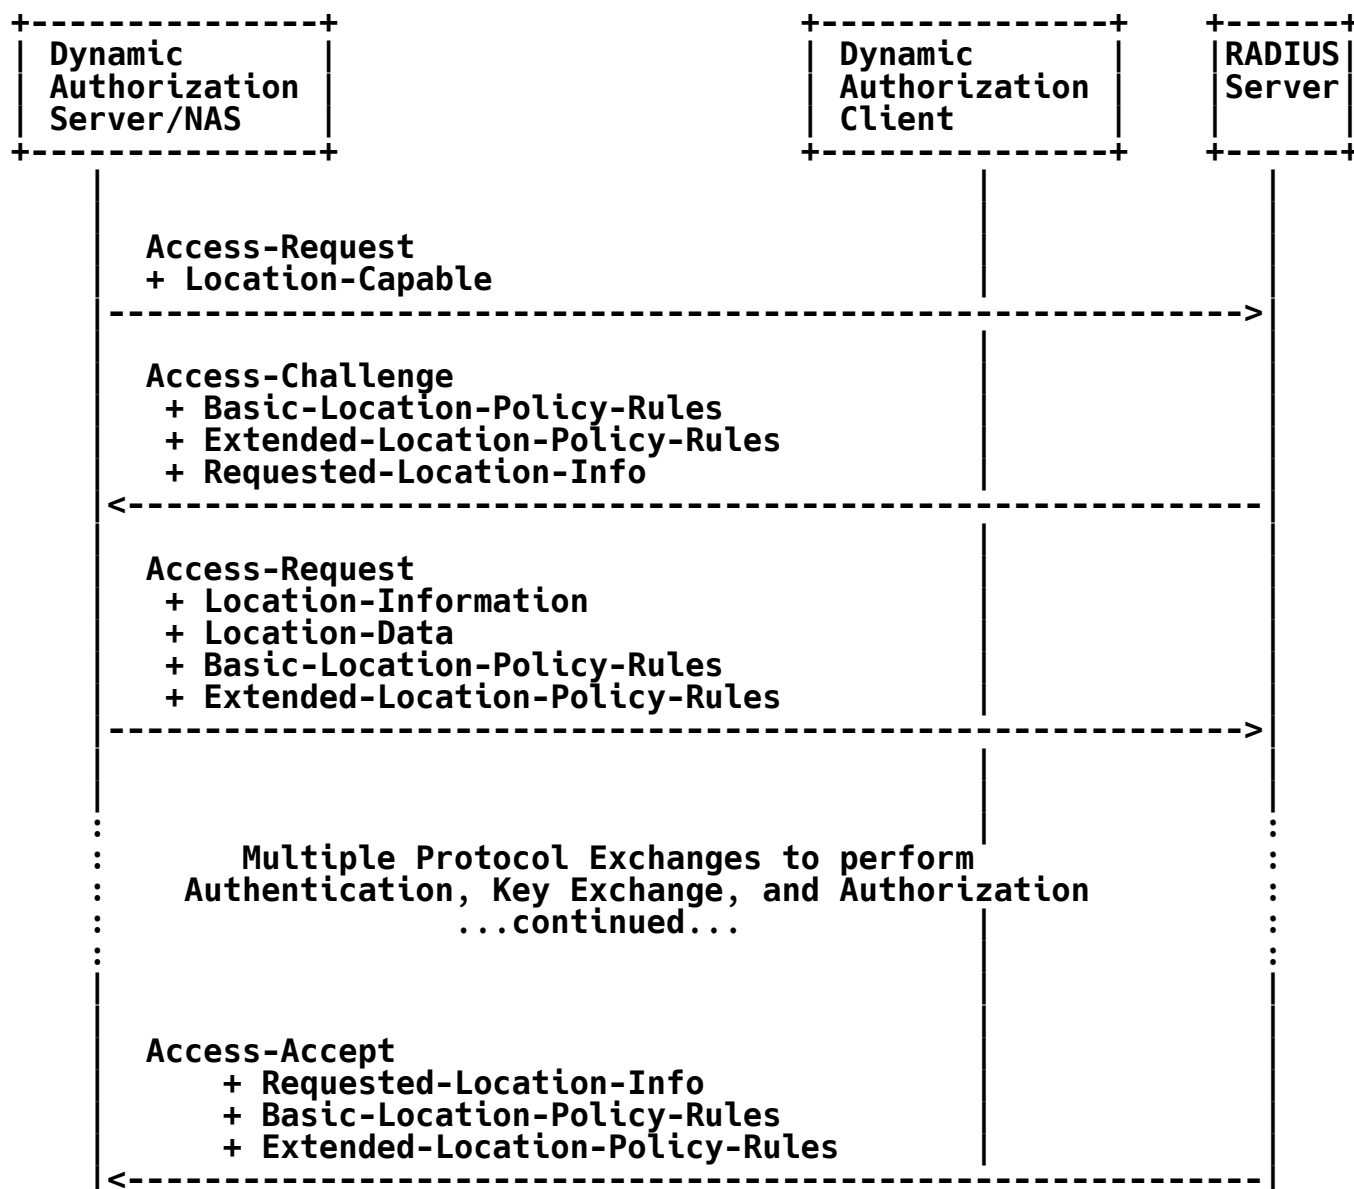 Dynamic Dynamic RADIUS
Authorization Authorization Server
Server/NAS Client
Access-Request
+ Location-Capable
Access-Challenge
+ Basic-Location-Policy-Rules
+ Extended-Location-Policy-Rules
+ Requested-Location-Info
Access-Request
+ Location-Information
+ Location-Data
+ Basic-Location-Policy-Rules
+ Extended-Location-Policy-Rules
Multiple Protocol Exchanges to perform
Authentication, Key Exchange, and Authorization
...continued...
Access-Accept
+ Requested-Location-Info
+ Basic-Location-Policy-Rules
+ Extended-Location-Policy-Rules